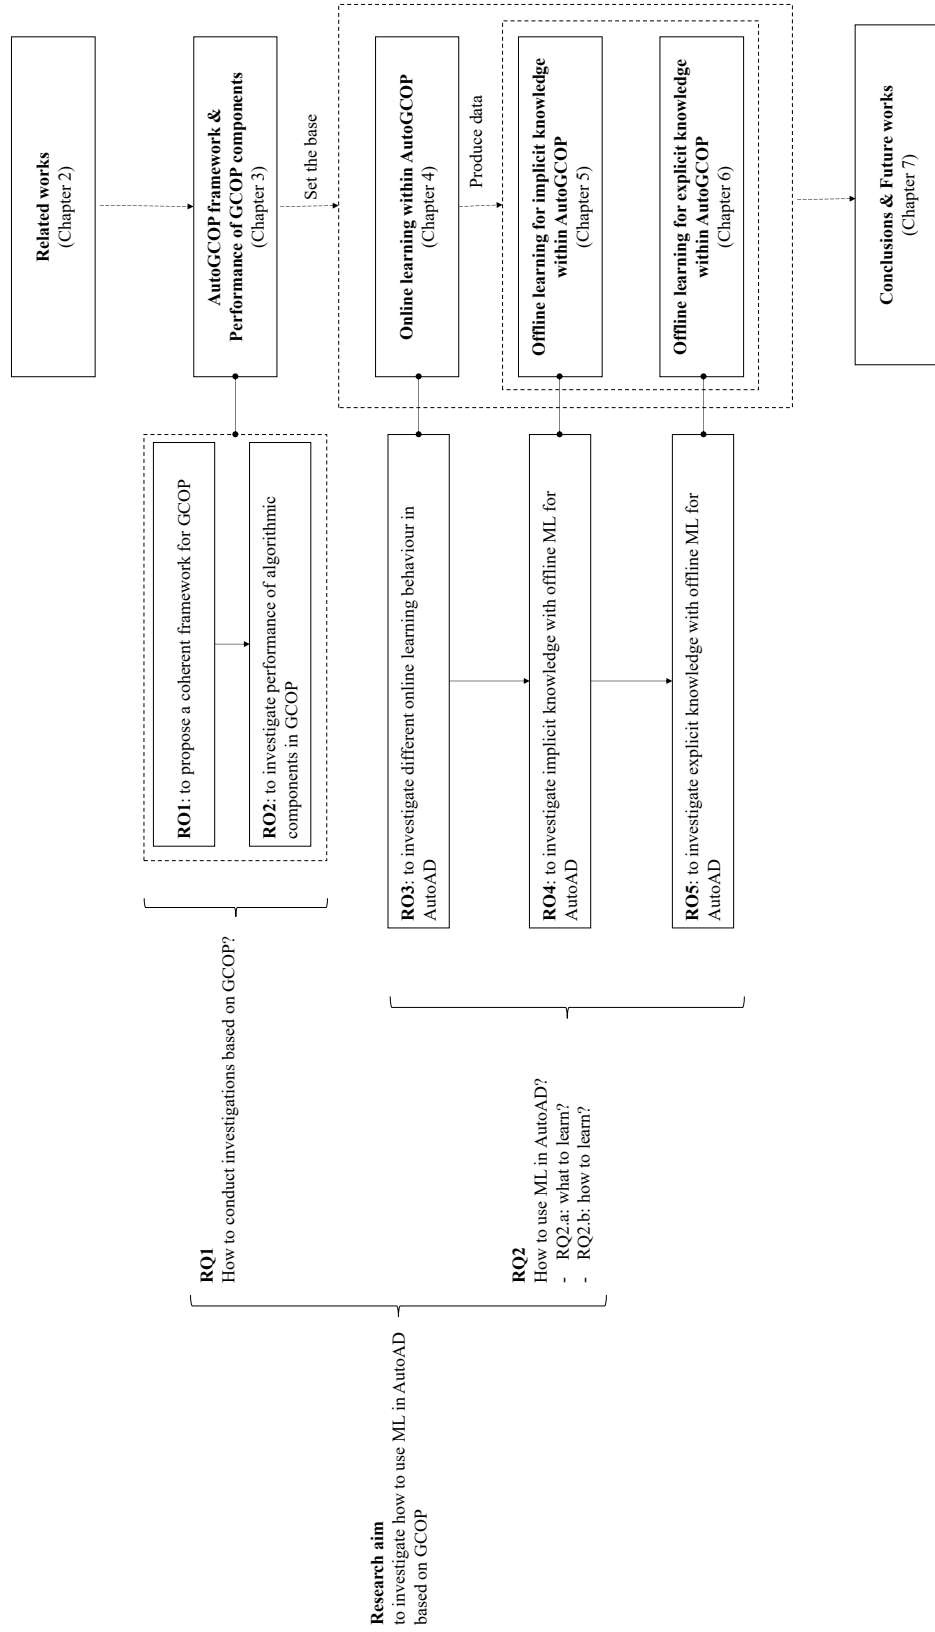 Research aim
to investigate how to use ML in AutoAD
based on GCOP
RQ1
How to conduct investigations based on GCOP?
RQ2
How to use ML in AutoAD?
- RQ2.a: what to learn?
- RQ2.b: how to learn?
RO1: to propose a coherent framework for GCOP
RO2: to investigate performance of algorithmic
components in GCOP
RO3: to investigate different online learning behaviour in
AutoAD
RO4: to investigate implicit knowledge with offline ML for
AutoAD
RO5: to investigate explicit knowledge with offline ML for
AutoAD
Related works
(Chapter 2)
AutoGCOP framework &
Performance of GCOP components
(Chapter 3)
Set the base
Online learning within AutoGCOP
(Chapter 4)
Produce data
Offline learning for implicit knowledge
within AutoGCOP
(Chapter 5)
Offline learning for explicit knowledge
within AutoGCOP
(Chapter 6)
Conclusions & Future works
(Chapter 7)